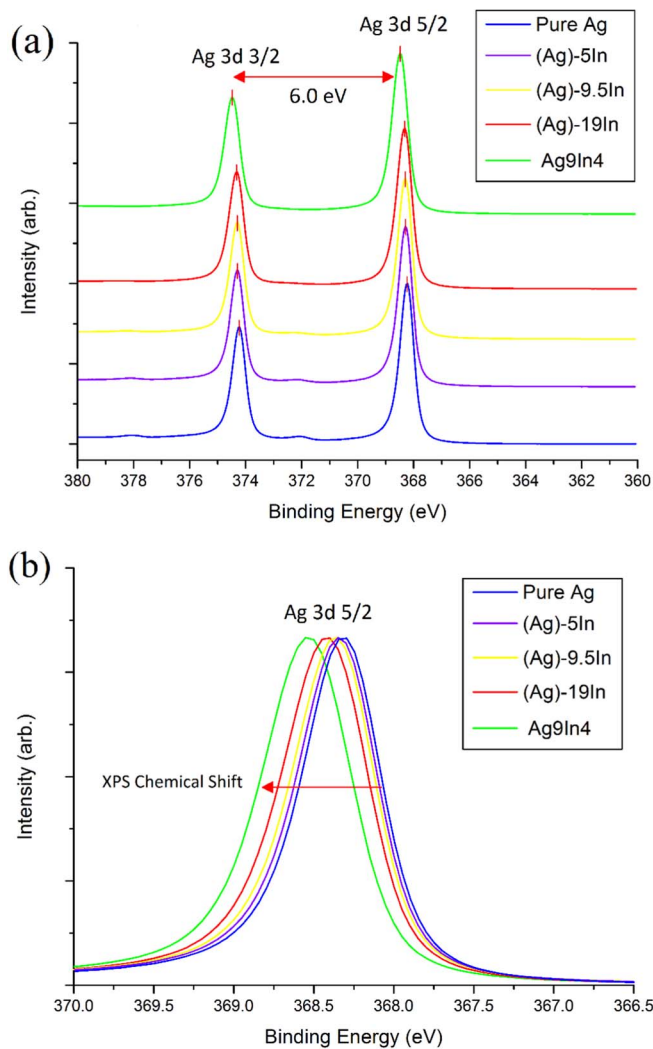 (a)
Ag 3d 3/2
Ag 3d 5/2
6.0 eV
Pure Ag
(Ag)-5In
(Ag)-9.5In
(Ag)-19In
Ag9In4
Intensity (arb.)
380 378 376 374 372 370 368 366 364 362 360
Binding Energy (eV)
(b)
Ag 3d 5/2
Pure Ag
(Ag)-5In
(Ag)-9.5In
(Ag)-19In
Ag9In4
XPS Chemical Shift
Intensity (arb.)
370.0 369.5 369.0 368.5 368.0 367.5 367.0 366.5
Binding Energy (eV)